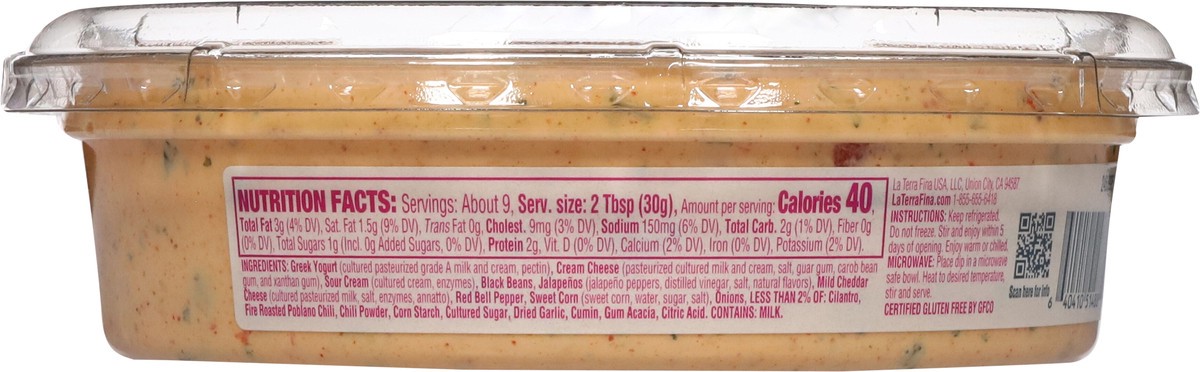 NUTRITION FACTS: Servings: About 9, Serv. size: 2 Tbsp (30g), Amount per serving: Calories 40,
Total Fat 3g (4% DV), Sat. Fat 1.5g (9% DV), Trans Fat 0g, Cholest. 9mg (3% DV), Sodium 150mg (6% DV), Total Carb. 2g (1% DV), Fiber 0g
(0% DV), Total Sugars 1g (Incl. 0g Added Sugars, 0% DV), Protein 2g, Vit. D (0% DV), Calcium (2% DV), Iron (0% DV), Potassium (2% DV).
INGREDIENTS: Greek Yogurt (cultured pasteurized grade A milk and cream, pectin), Cream Cheese (pasteurized cultured milk and cream, salt, guar gum, carob bean
gum, and xanthan gum), Sour Cream (cultured cream, enzymes), Black Beans, Jalapeños (jalapeño peppers, distilled vinegar, salt, natural flavors), Mild Cheddar
Cheese (cultured pasteurized milk, salt, enzymes, annatto), Red Bell Pepper, Sweet Corn (sweet corn, water, sugar, salt), Onions, LESS THAN 2% OF: Cilantro,
Fire Roasted Poblano Chili, Chili Powder, Corn Starch, Cultured Sugar, Dried Garlic, Cumin, Gum Acacia, Citric Acid. CONTAINS: MILK.
La Terra Fina USA, LLC, Union City, CA 94587
LaTerraFina.com 1-855-855-6418
INSTRUCTIONS: Keep refrigerated.
Do not freeze. Stir and enjoy within 5
days of opening. Enjoy warm or chilled.
MICROWAVE: Place dip in a microwave
safe bowl. Heat to desired temperature,
stir and serve.
CERTIFIED GLUTEN FREE BY GFCO
Scan here for info
6